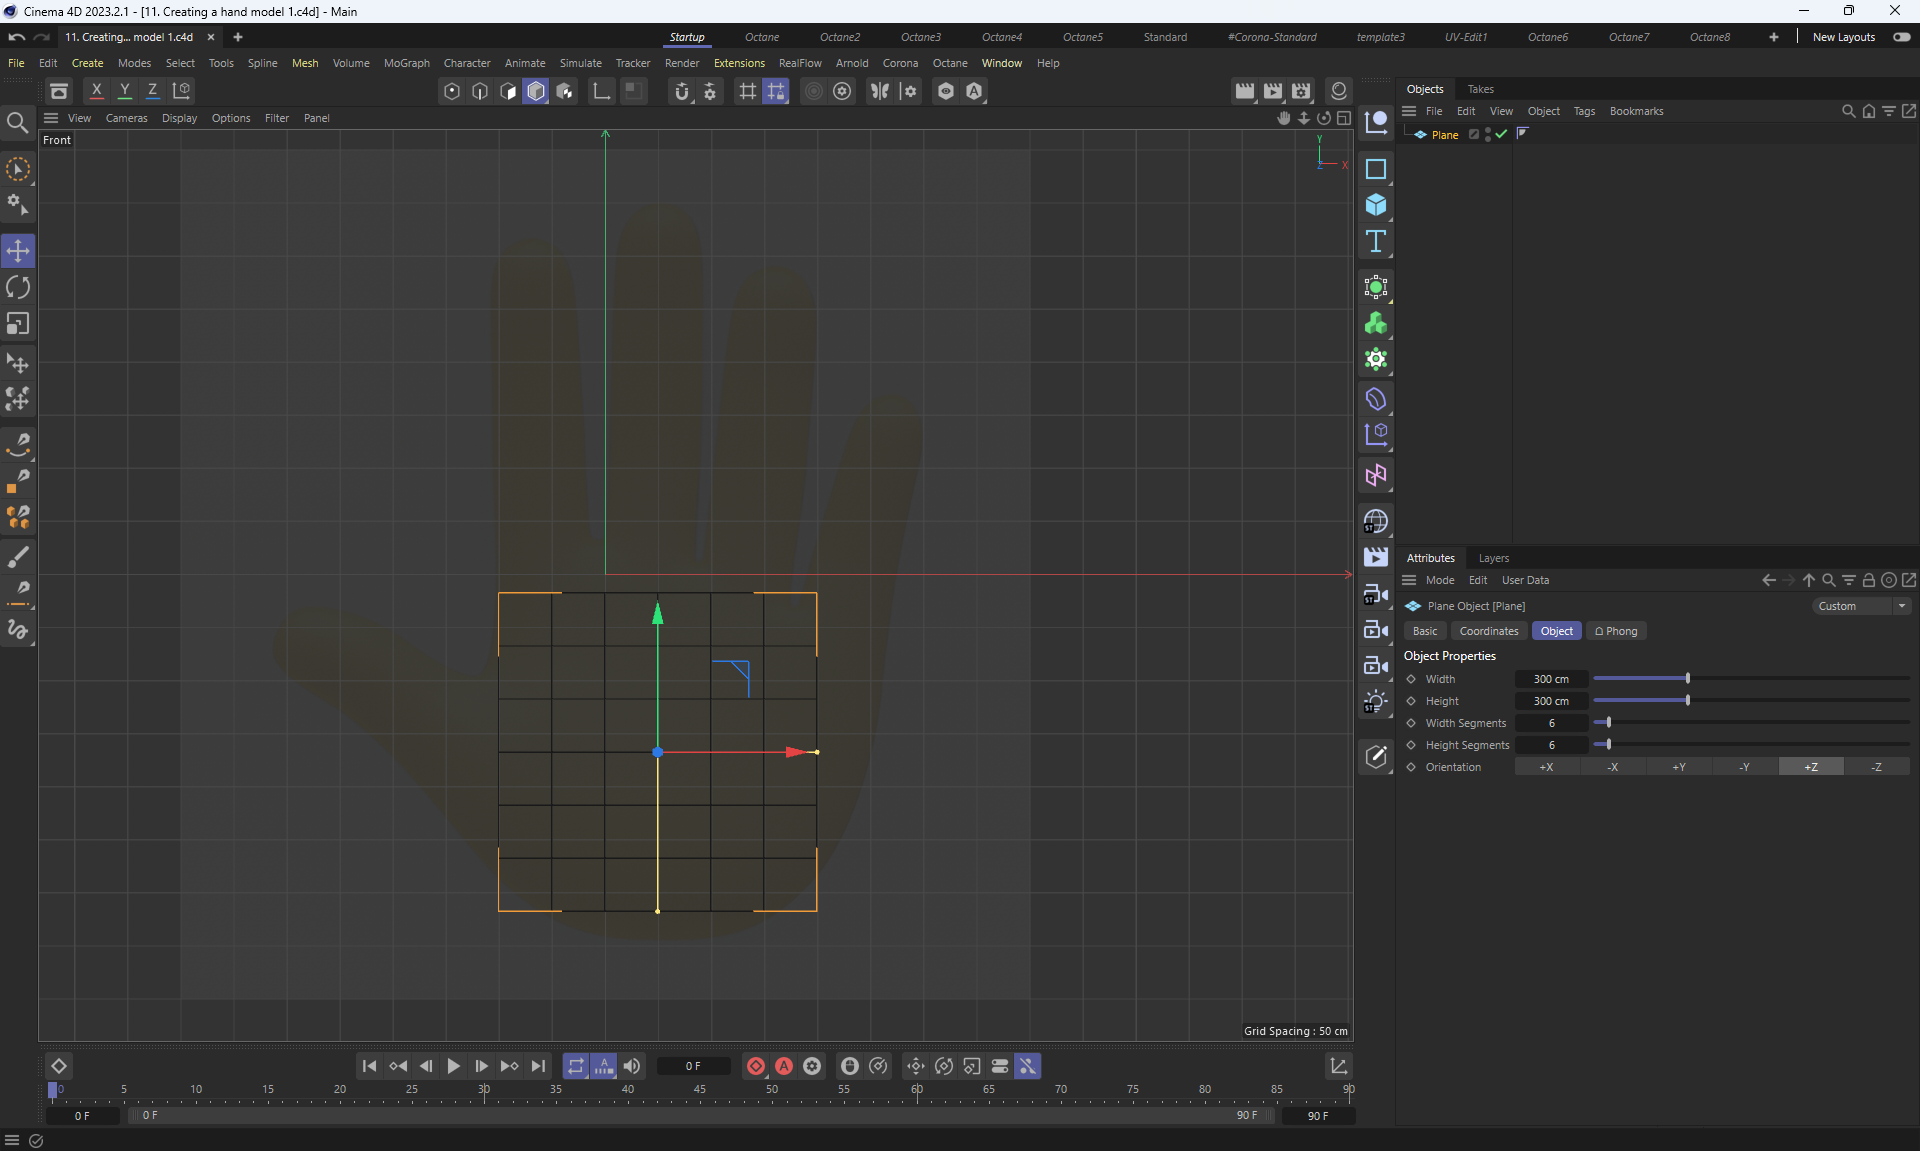 Cinema 4D 2023.2.1 - [11. Creating a hand model 1.c4d] - Main
11. Creating... model 1.c4d
Startup Octane Octane2 Octane3 Octane4 Octane5 Standard #Corona-Standard template3 UV-Edit1 Octane6 Octane7 Octane8 New Layouts
File Edit Create Modes Select Tools Spline Mesh Volume MoGraph Character Animate Simulate Tracker Render Extensions RealFlow Arnold Corona Octane Window Help
X Y Z
Objects Takes
View Cameras Display Options Filter Panel
File Edit View Object Tags Bookmarks
Front
Plane
Y
Z X
ST
Attributes Layers
Mode Edit User Data
ST
Plane Object [Plane]
Custom
Basic Coordinates Object Phong
Object Properties
Width 300 cm
Height 300 cm
ST
Width Segments 6
Height Segments 6
Orientation +X -X +Y -Y +Z -Z
Grid Spacing : 50 cm
0 F
0 5 10 15 20 25 30 35 40 45 50 55 60 65 70 75 80 85 90
0 F 0 F 90 F 90 F